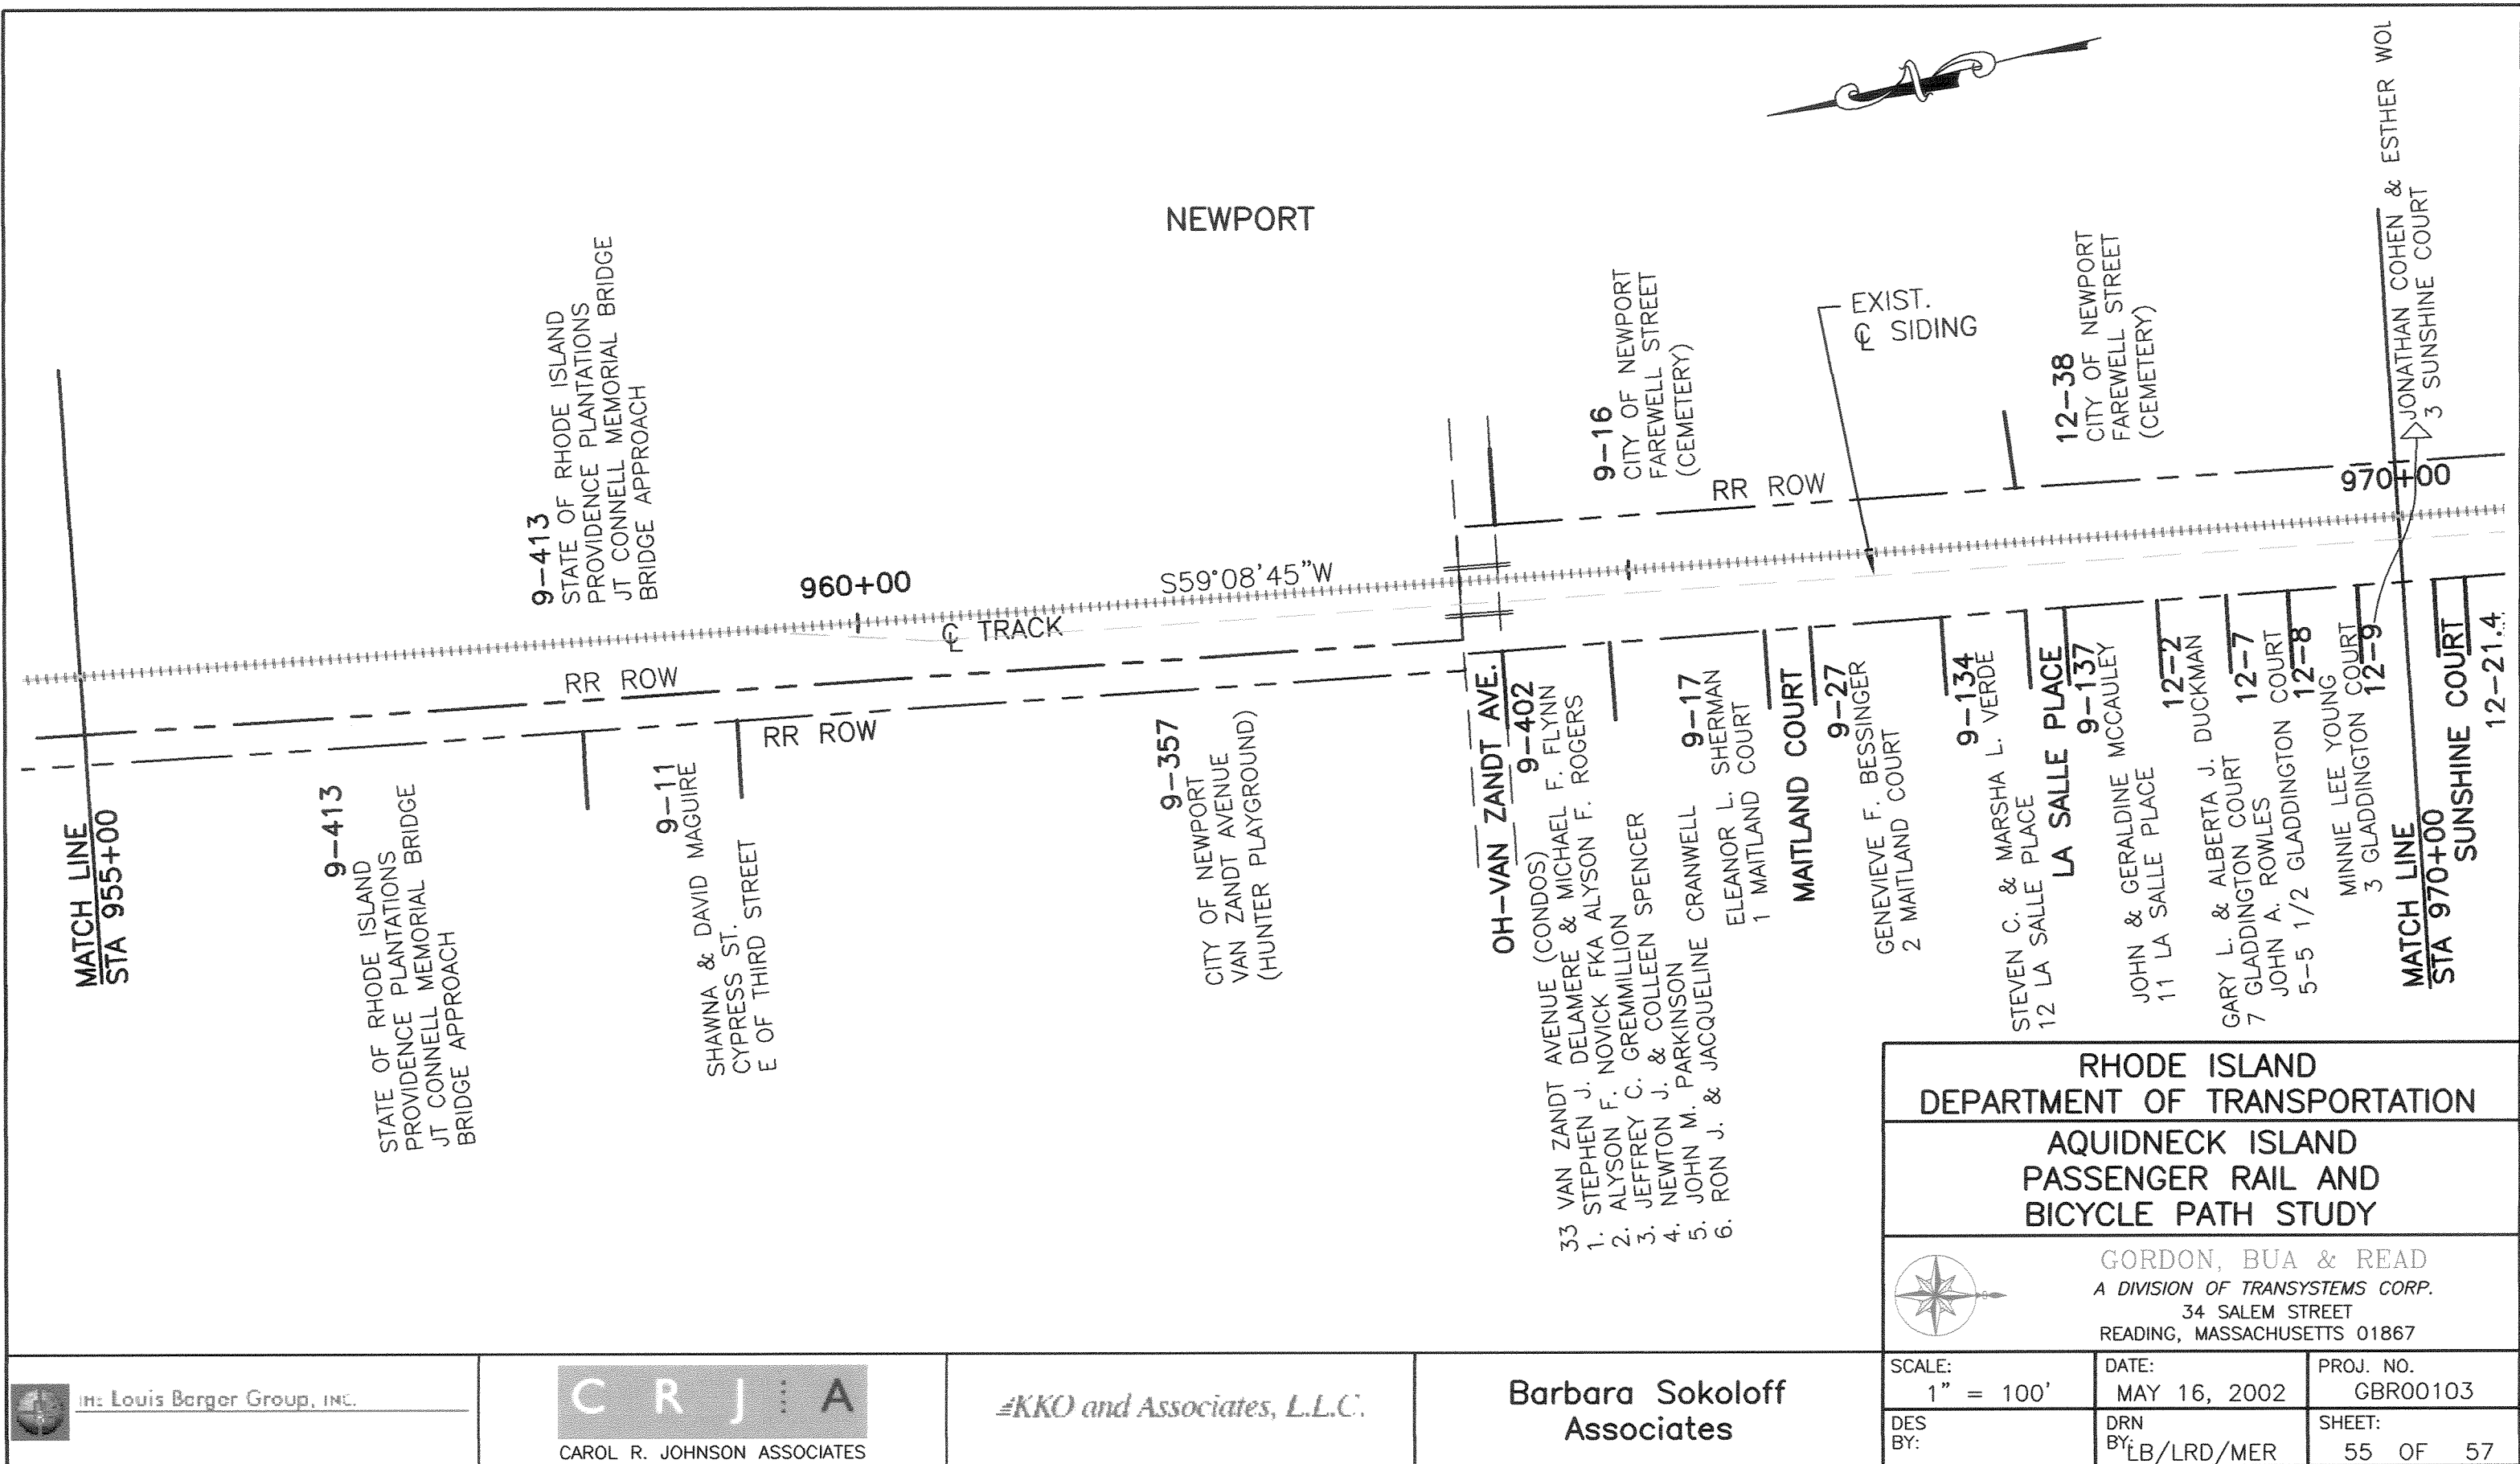 NEWPORT
9-413
STATE OF RHODE ISLAND
PROVIDENCE PLANTATIONS
JT CONNELL MEMORIAL BRIDGE
BRIDGE APPROACH
960+00
S59°08'45"W
℄ TRACK
RR ROW
RR ROW
9-16
CITY OF NEWPORT
FAREWELL STREET
(CEMETERY)
RR ROW
EXIST.
℄ SIDING
12-38
CITY OF NEWPORT
FAREWELL STREET
(CEMETERY)
JONATHAN COHEN & ESTHER WOL
3 SUNSHINE COURT
970+00
MATCH LINE
STA 955+00
9-413
STATE OF RHODE ISLAND
PROVIDENCE PLANTATIONS
JT CONNELL MEMORIAL BRIDGE
BRIDGE APPROACH
9-11
SHAWNA & DAVID MAGUIRE
CYPRESS ST.
E OF THIRD STREET
9-357
CITY OF NEWPORT
VAN ZANDT AVENUE
(HUNTER PLAYGROUND)
OH-VAN ZANDT AVE.
9-402
33 VAN ZANDT AVENUE (CONDOS)
1. STEPHEN J. DELAMERE & MICHAEL F. FLYNN
2. ALYSON F. NOVICK FKA ALYSON F. ROGERS
3. JEFFREY C. GREMMILLION
4. NEWTON J. & COLLEEN SPENCER
5. JOHN M. PARKINSON
6. RON J. & JACQUELINE CRANWELL
9-17
ELEANOR L. SHERMAN
1 MAITLAND COURT
MAITLAND COURT
9-27
GENEVIEVE F. BESSINGER
2 MAITLAND COURT
9-134
STEVEN C. & MARSHA L. VERDE
12 LA SALLE PLACE
LA SALLE PLACE
9-137
JOHN & GERALDINE MCCAULEY
11 LA SALLE PLACE
12-2
GARY L. & ALBERTA J. DUCKMAN
7 GLADDINGTON COURT
12-7
JOHN A. ROWLES
5-5 1/2 GLADDINGTON COURT
12-8
MINNIE LEE YOUNG
3 GLADDINGTON COURT
12-9
MATCH LINE
STA 970+00
SUNSHINE COURT
12-21.4
RHODE ISLAND
DEPARTMENT OF TRANSPORTATION
AQUIDNECK ISLAND
PASSENGER RAIL AND
BICYCLE PATH STUDY
GORDON, BUA & READ
A DIVISION OF TRANSYSTEMS CORP.
34 SALEM STREET
READING, MASSACHUSETTS 01867
SCALE:
1" = 100'
DATE:
MAY 16, 2002
PROJ. NO.
GBR00103
DES
BY:
DRN
BY: LB/LRD/MER
SHEET:
55 OF 57
THE Louis Berger Group, INC.
C R J A
CAROL R. JOHNSON ASSOCIATES
KKO and Associates, L.L.C.
Barbara Sokoloff
Associates